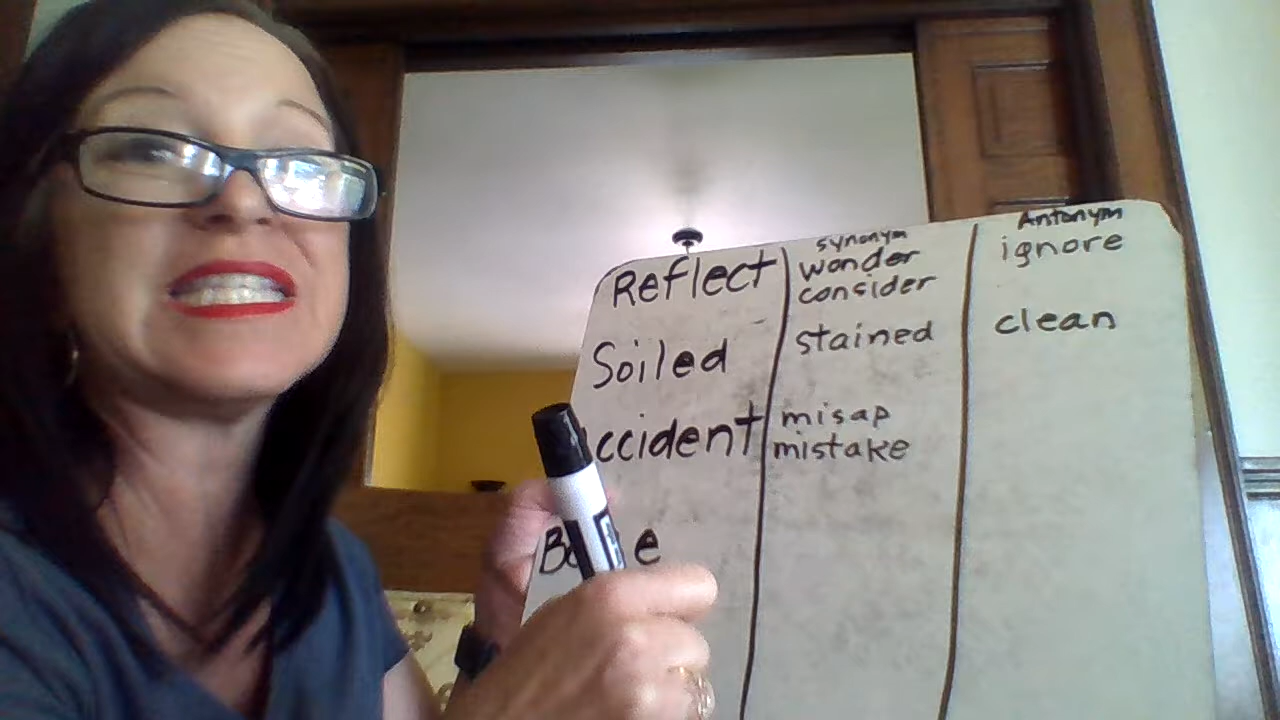 Synonym Antonym
Reflect wonder ignore
consider
Soiled stained clean
ccident misap
mistake